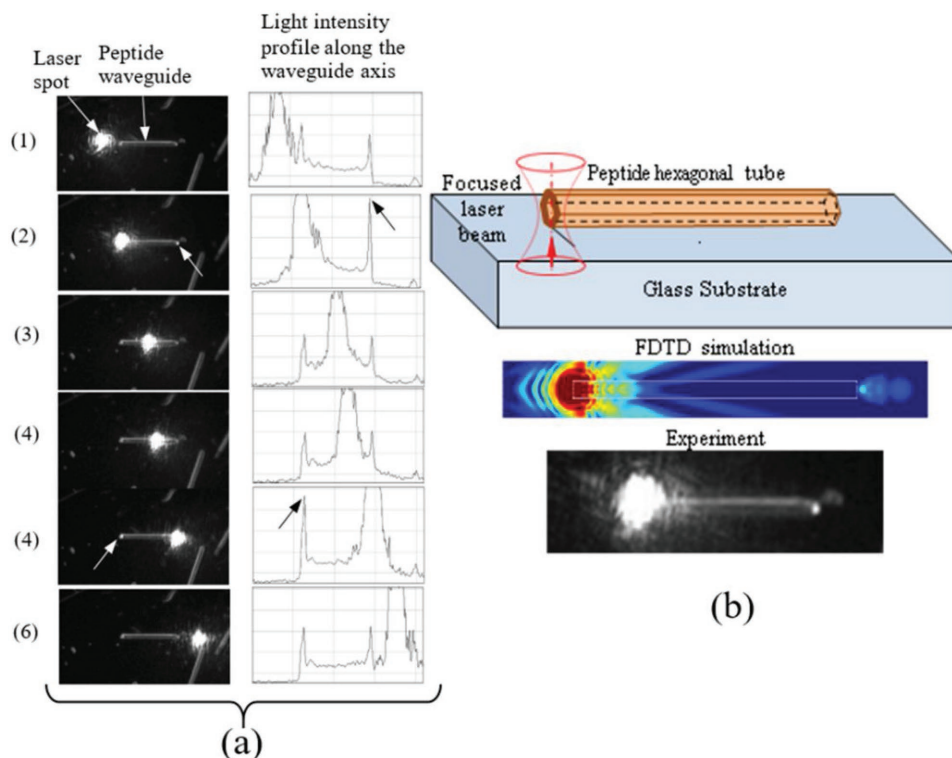 Light intensity
profile along the
waveguide axis
Laser
spot
Peptide
waveguide
(1)
(2)
(3)
(4)
(4)
(6)
(a)
Focused
laser
beam
Peptide hexagonal tube
Glass Substrate
FDTD simulation
Experiment
(b)